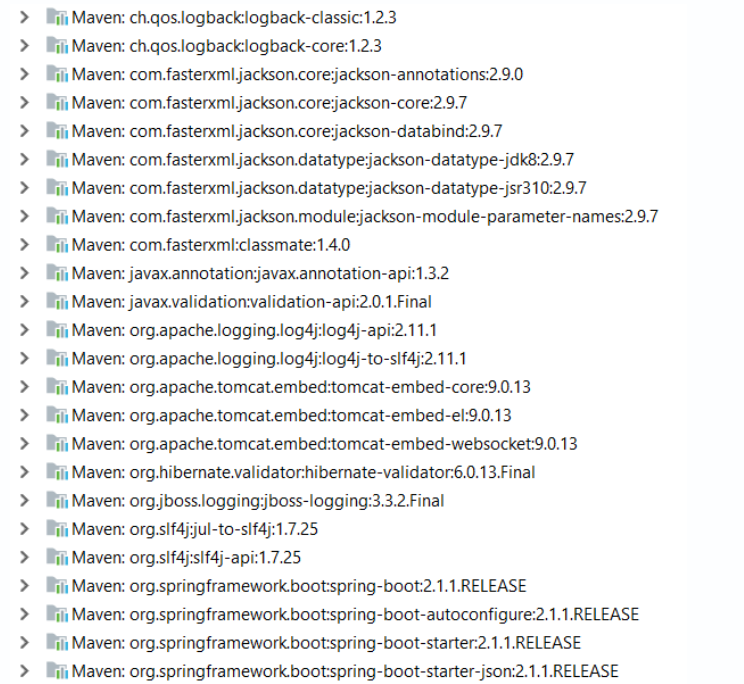 Maven: ch.qos.logback:logback-classic:1.2.3
Maven: ch.qos.logback:logback-core:1.2.3
Maven: com.fasterxml.jackson.core:jackson-annotations:2.9.0
Maven: com.fasterxml.jackson.core:jackson-core:2.9.7
Maven: com.fasterxml.jackson.core:jackson-databind:2.9.7
Maven: com.fasterxml.jackson.datatype:jackson-datatype-jdk8:2.9.7
Maven: com.fasterxml.jackson.datatype:jackson-datatype-jsr310:2.9.7
Maven: com.fasterxml.jackson.module:jackson-module-parameter-names:2.9.7
Maven: com.fasterxml:classmate:1.4.0
Maven: javax.annotation:javax.annotation-api:1.3.2
Maven: javax.validation:validation-api:2.0.1.Final
Maven: org.apache.logging.log4j:log4j-api:2.11.1
Maven: org.apache.logging.log4j:log4j-to-slf4j:2.11.1
Maven: org.apache.tomcat.embed:tomcat-embed-core:9.0.13
Maven: org.apache.tomcat.embed:tomcat-embed-el:9.0.13
Maven: org.apache.tomcat.embed:tomcat-embed-websocket:9.0.13
Maven: org.hibernate.validator:hibernate-validator:6.0.13.Final
Maven: org.jboss.logging:jboss-logging:3.3.2.Final
Maven: org.slf4j:jul-to-slf4j:1.7.25
Maven: org.slf4j:slf4j-api:1.7.25
Maven: org.springframework.boot:spring-boot:2.1.1.RELEASE
Maven: org.springframework.boot:spring-boot-autoconfigure:2.1.1.RELEASE
Maven: org.springframework.boot:spring-boot-starter:2.1.1.RELEASE
Maven: org.springframework.boot:spring-boot-starter-json:2.1.1.RELEASE